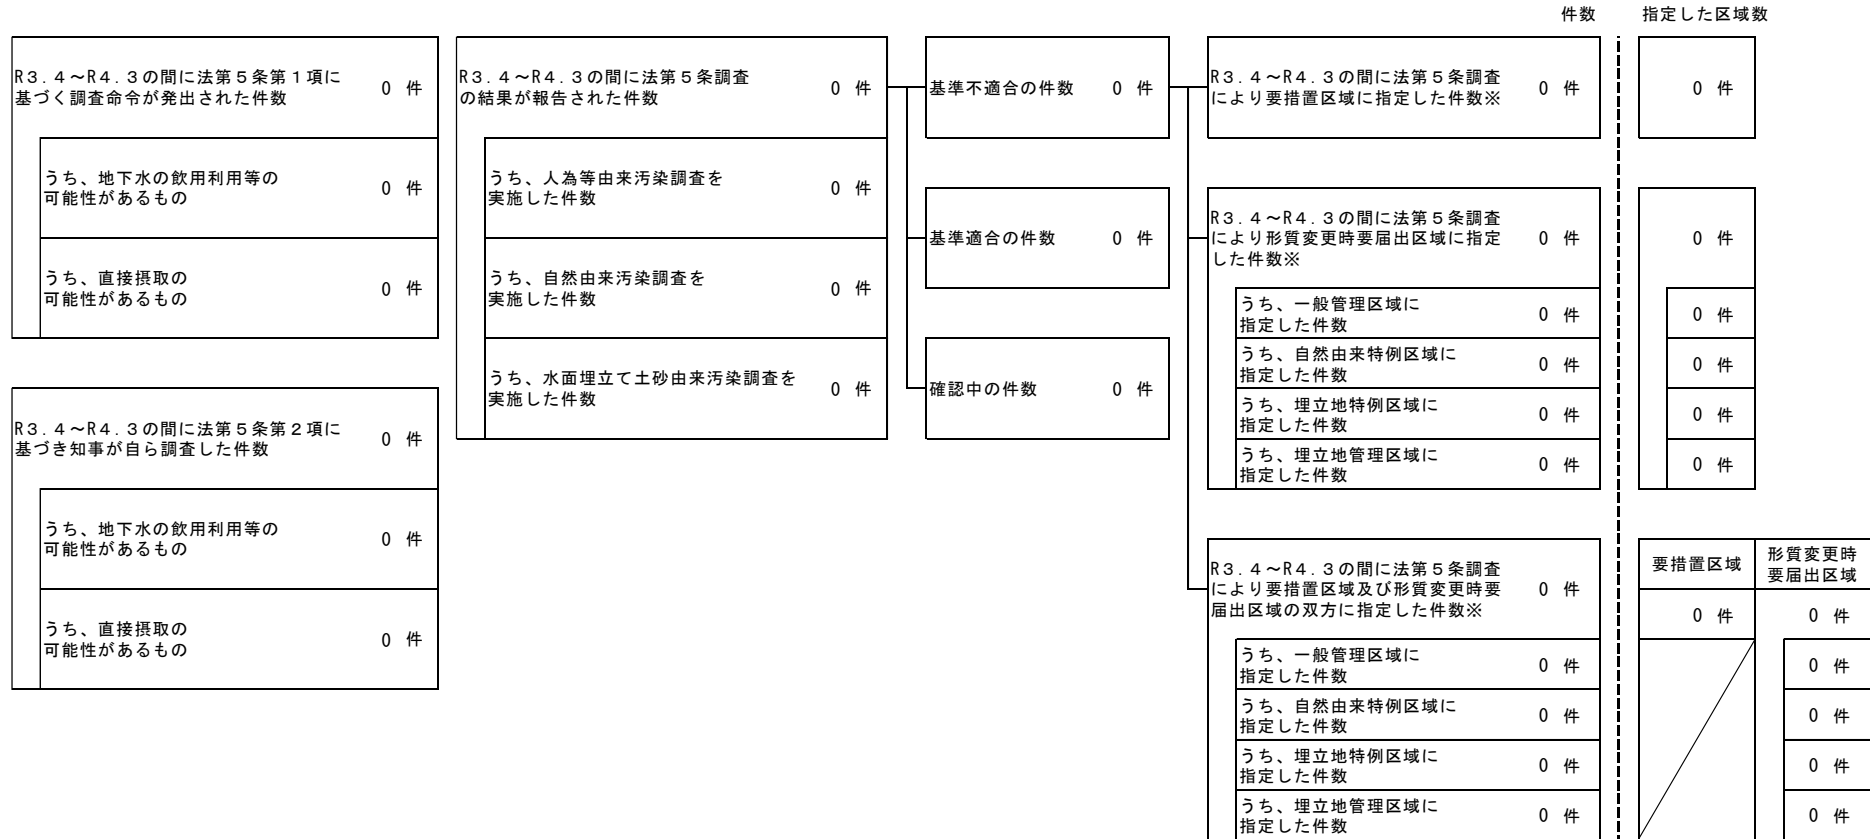 件数　指定した区域数
R3.4～R4.3の間に法第５条第１項に
基づく調査命令が発出された件数　0 件
うち、地下水の飲用利用等の
可能性があるもの　0 件
うち、直接摂取の
可能性があるもの　0 件
R3.4～R4.3の間に法第５条第２項に
基づき知事が自ら調査した件数　0 件
うち、地下水の飲用利用等の
可能性があるもの　0 件
うち、直接摂取の
可能性があるもの　0 件
R3.4～R4.3の間に法第５条調査
の結果が報告された件数　0 件
うち、人為等由来汚染調査を
実施した件数　0 件
うち、自然由来汚染調査を
実施した件数　0 件
うち、水面埋立て土砂由来汚染調査を
実施した件数　0 件
基準不適合の件数　0 件
基準適合の件数　0 件
確認中の件数　0 件
R3.4～R4.3の間に法第５条調査
により要措置区域に指定した件数※　0 件
0 件
R3.4～R4.3の間に法第５条調査
により形質変更時要届出区域に指定　0 件
した件数※
0 件
うち、一般管理区域に
指定した件数　0 件
0 件
うち、自然由来特例区域に
指定した件数　0 件
0 件
うち、埋立地特例区域に
指定した件数　0 件
0 件
うち、埋立地管理区域に
指定した件数　0 件
0 件
R3.4～R4.3の間に法第５条調査
により要措置区域及び形質変更時要　0 件
届出区域の双方に指定した件数※
要措置区域
形質変更時
要届出区域
0 件　0 件
うち、一般管理区域に
指定した件数　0 件
0 件
うち、自然由来特例区域に
指定した件数　0 件
0 件
うち、埋立地特例区域に
指定した件数　0 件
0 件
うち、埋立地管理区域に
指定した件数　0 件
0 件